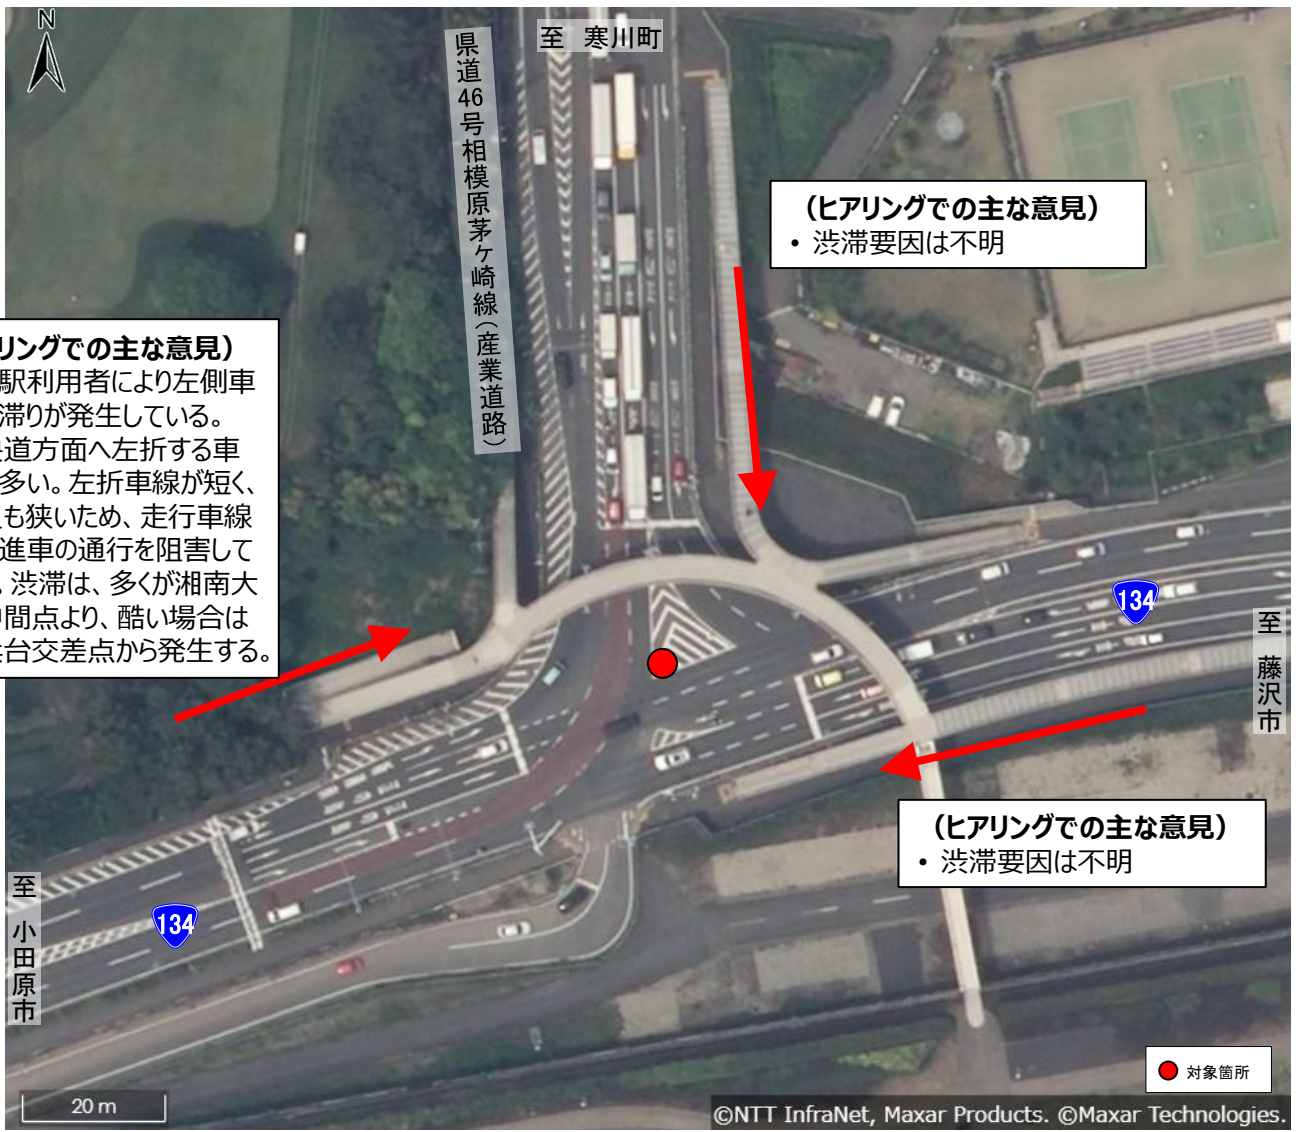 N
至 寒川町
県道46号相模原茅ヶ崎線（産業道路）
（ヒアリングでの主な意見）
• 渋滞要因は不明
リングでの主な意見）
駅利用者により左側車
滞りが発生している。
道方面へ左折する車
多い。左折車線が短く、
も狭いため、走行車線
進車の通行を阻害して
。渋滞は、多くが湘南大
間点より、酷い場合は
台交差点から発生する。
134
至 藤沢市
（ヒアリングでの主な意見）
• 渋滞要因は不明
至 小田原市
134
対象箇所
20 m
©NTT InfraNet, Maxar Products. ©Maxar Technologies.